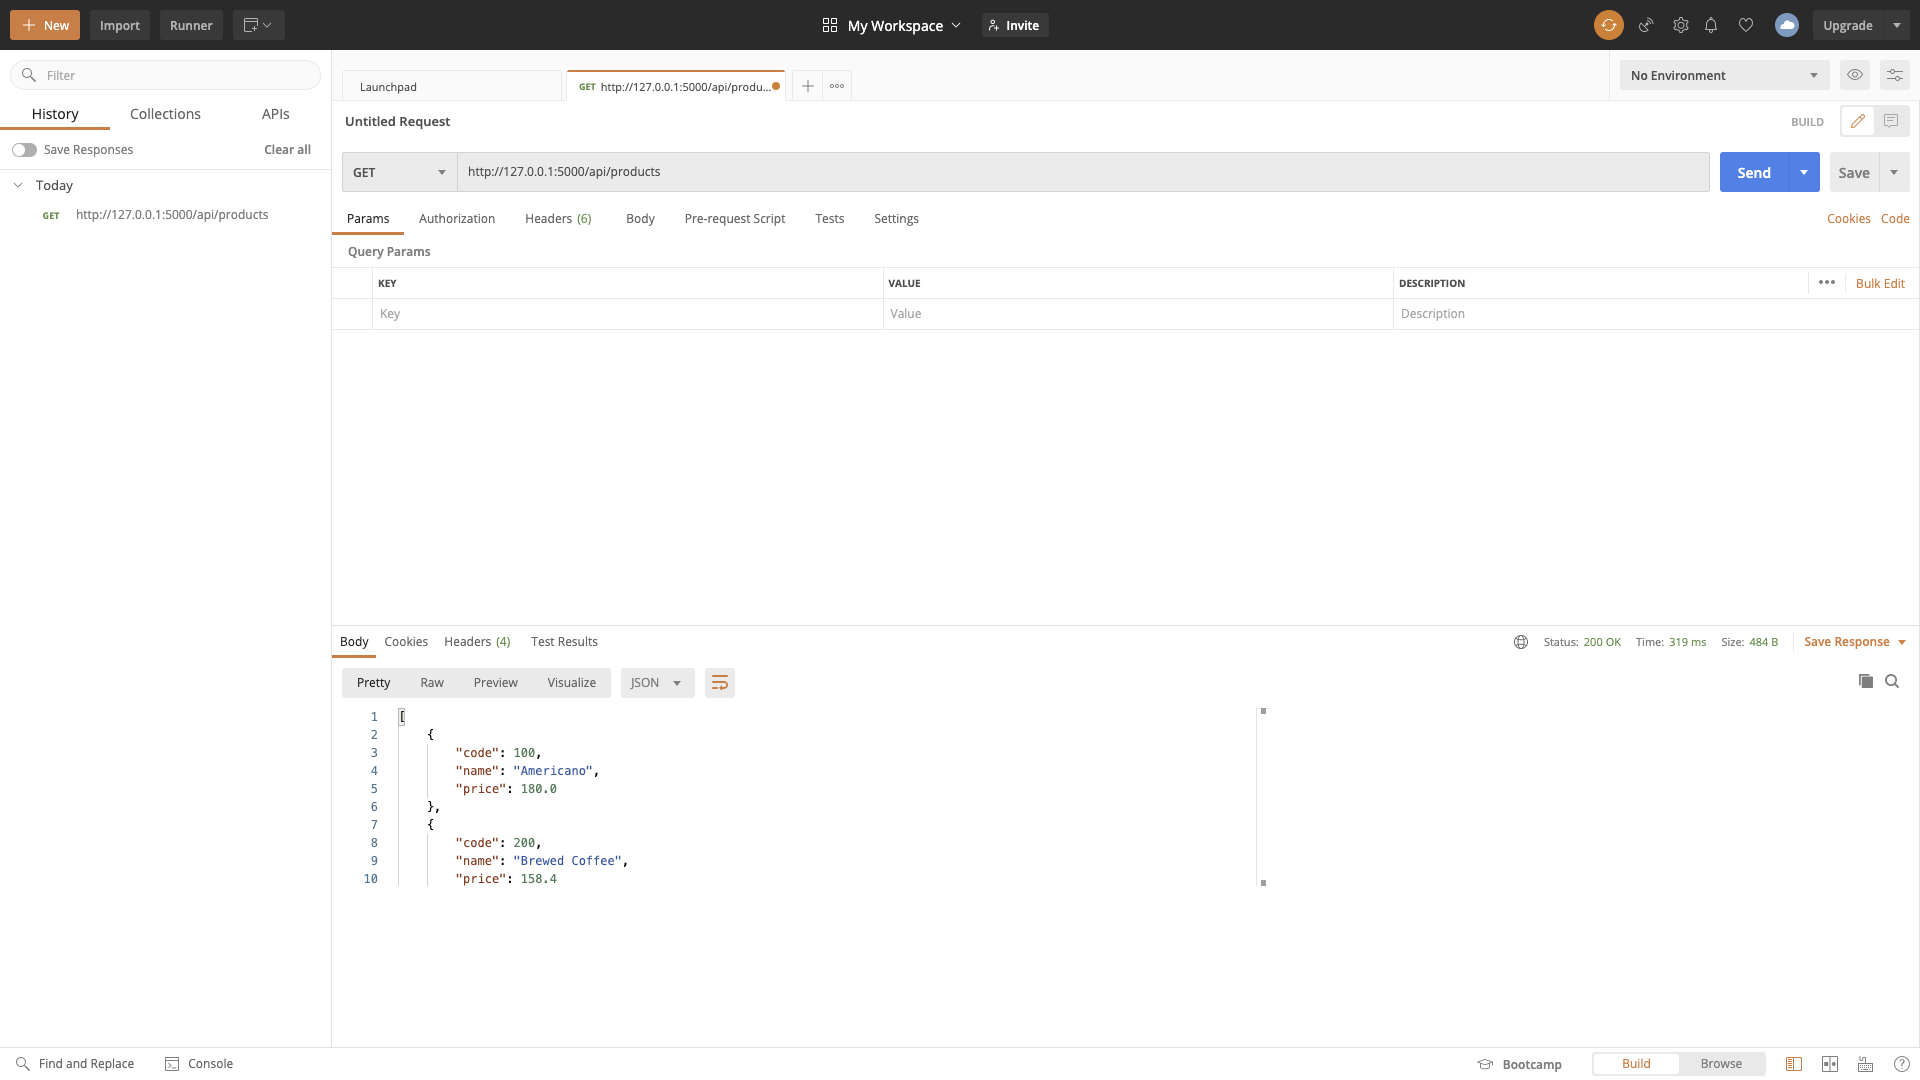 New Import Runner My Workspace Invite Upgrade
Filter
Launchpad GET http://127.0.0.1:5000/api/produ... No Environment
History Collections APIs
Untitled Request BUILD
Save Responses Clear all
GET http://127.0.0.1:5000/api/products Send Save
Today
GET http://127.0.0.1:5000/api/products
Params Authorization Headers (6) Body Pre-request Script Tests Settings Cookies Code
Query Params
KEY VALUE DESCRIPTION ••• Bulk Edit
Key Value Description
Body Cookies Headers (4) Test Results Status: 200 OK Time: 319 ms Size: 484 B Save Response
Pretty Raw Preview Visualize JSON
1 [
2 {
3 "code": 100,
4 "name": "Americano",
5 "price": 180.0
6 },
7 {
8 "code": 200,
9 "name": "Brewed Coffee",
10 "price": 158.4
Find and Replace Console Bootcamp Build Browse